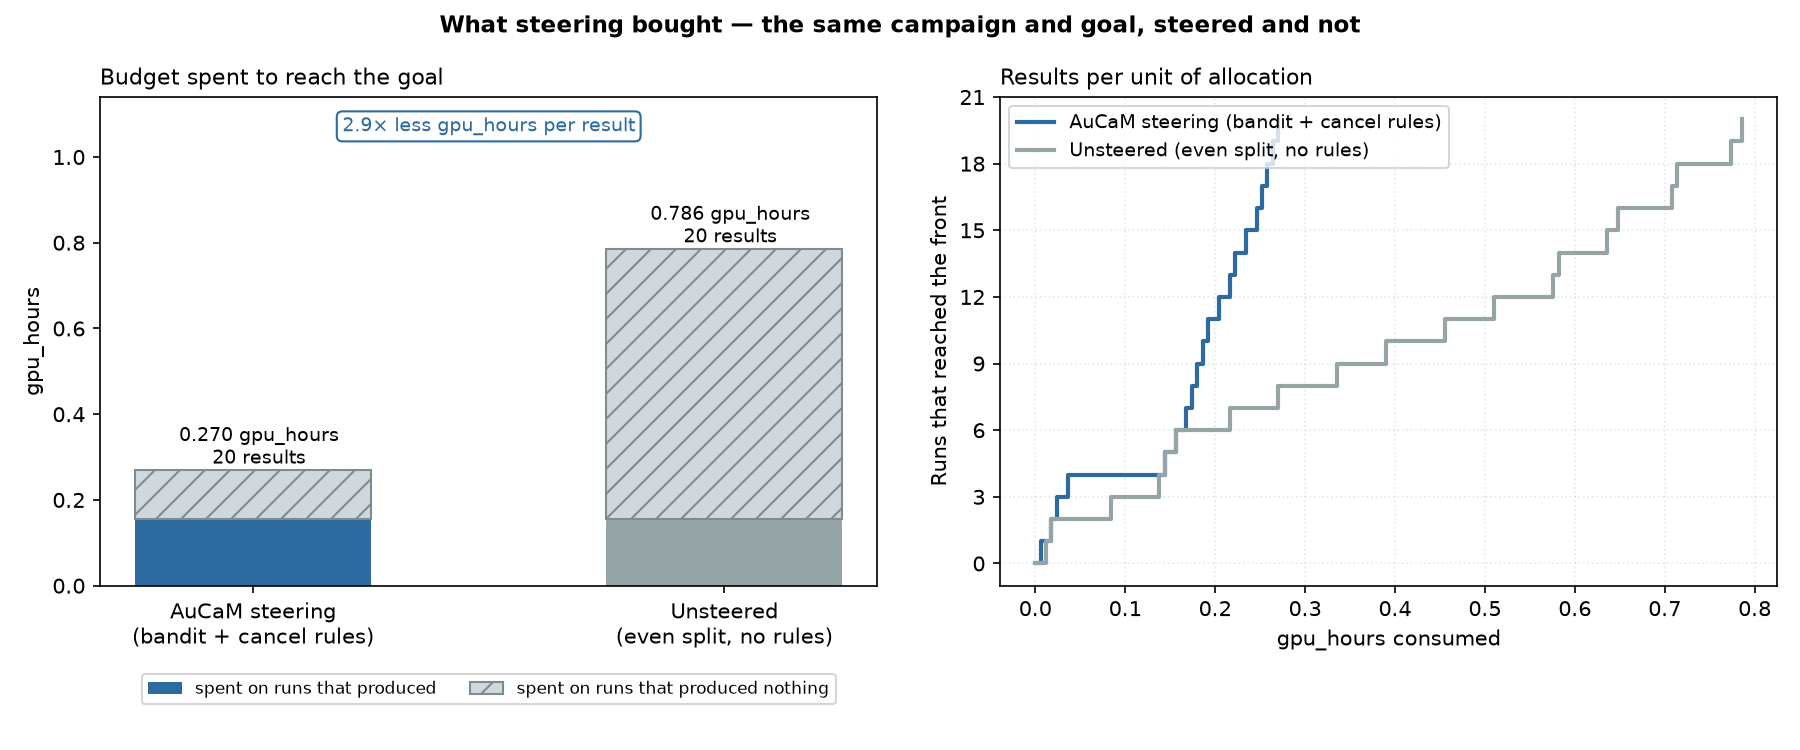 What steering bought — the same campaign and goal, steered and not
Budget spent to reach the goal
2.9× less gpu_hours per result
gpu_hours
1.0
0.8
0.6
0.4
0.2
0.0
0.270 gpu_hours
20 results
0.786 gpu_hours
20 results
AuCaM steering
(bandit + cancel rules)
Unsteered
(even split, no rules)
spent on runs that produced
spent on runs that produced nothing
Results per unit of allocation
AuCaM steering (bandit + cancel rules)
Unsteered (even split, no rules)
Runs that reached the front
21
18
15
12
9
6
3
0
0.0
0.1
0.2
0.3
0.4
0.5
0.6
0.7
0.8
gpu_hours consumed